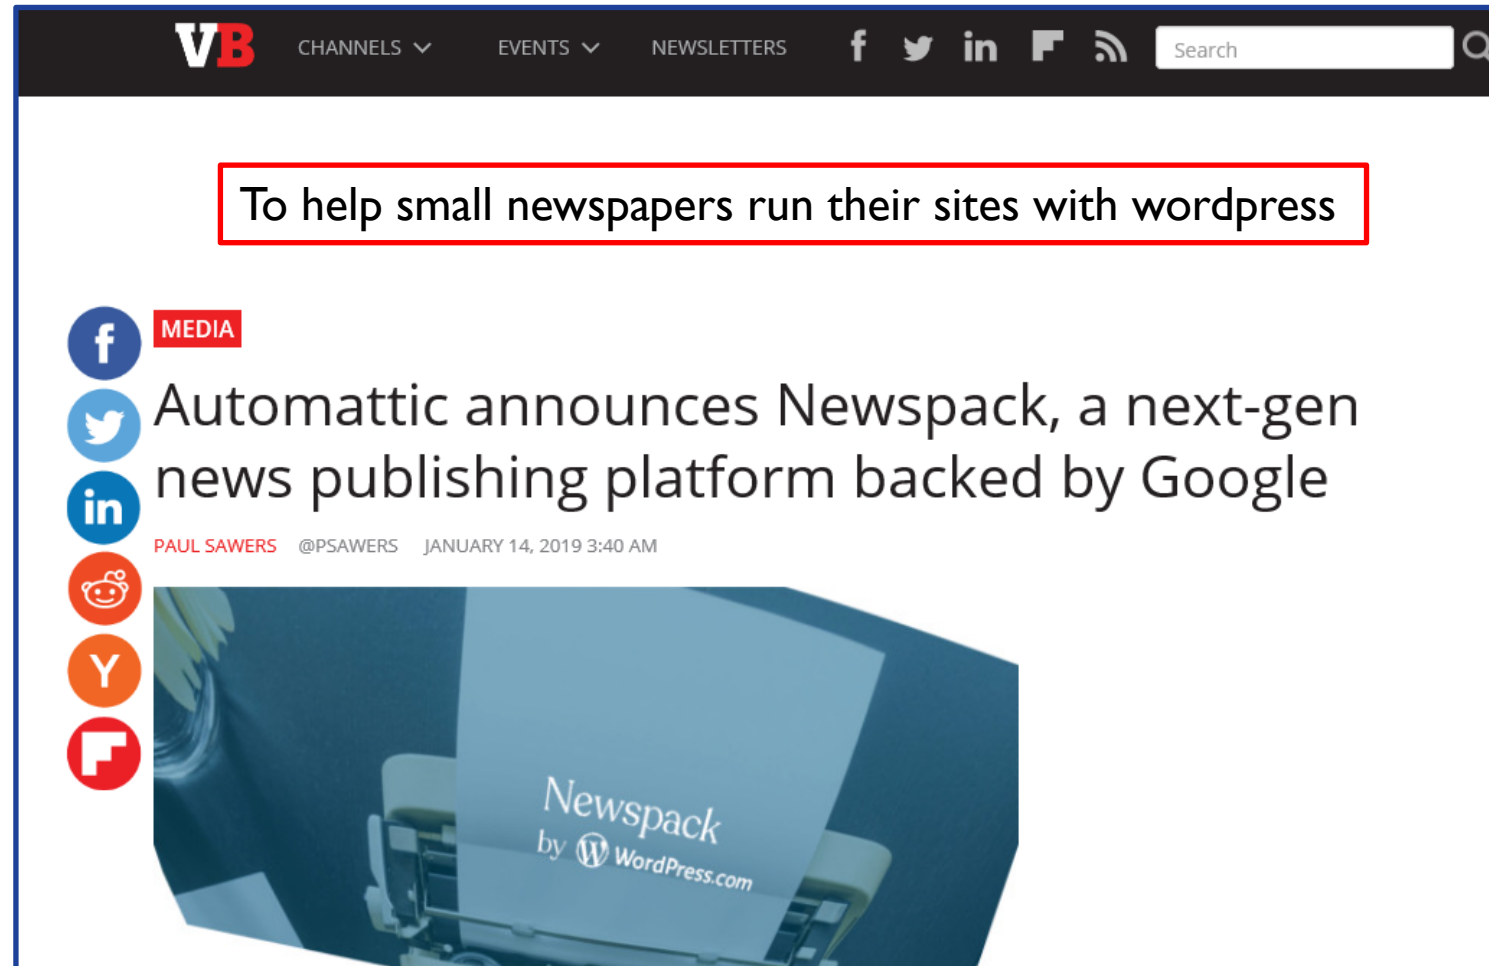 VB CHANNELS EVENTS NEWSLETTERS Search
To help small newspapers run their sites with wordpress
MEDIA
Automattic announces Newspack, a next-gen
news publishing platform backed by Google
PAUL SAWERS @PSAWERS JANUARY 14, 2019 3:40 AM
Newspack
by WordPress.com